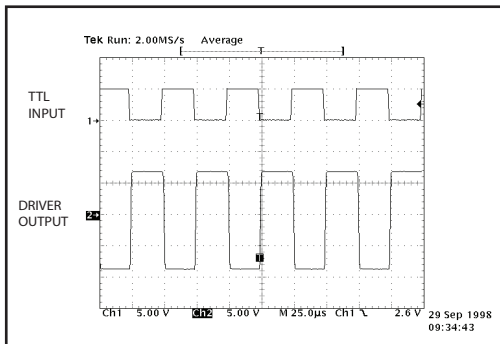 Tek Run: 2.00MS/s Average
T
TTL
INPUT
1
T
DRIVER
OUTPUT
2
T
Ch1 5.00 V Ch2 5.00 V M 25.0µs Ch1 2.6 V
29 Sep 1998
09:34:43